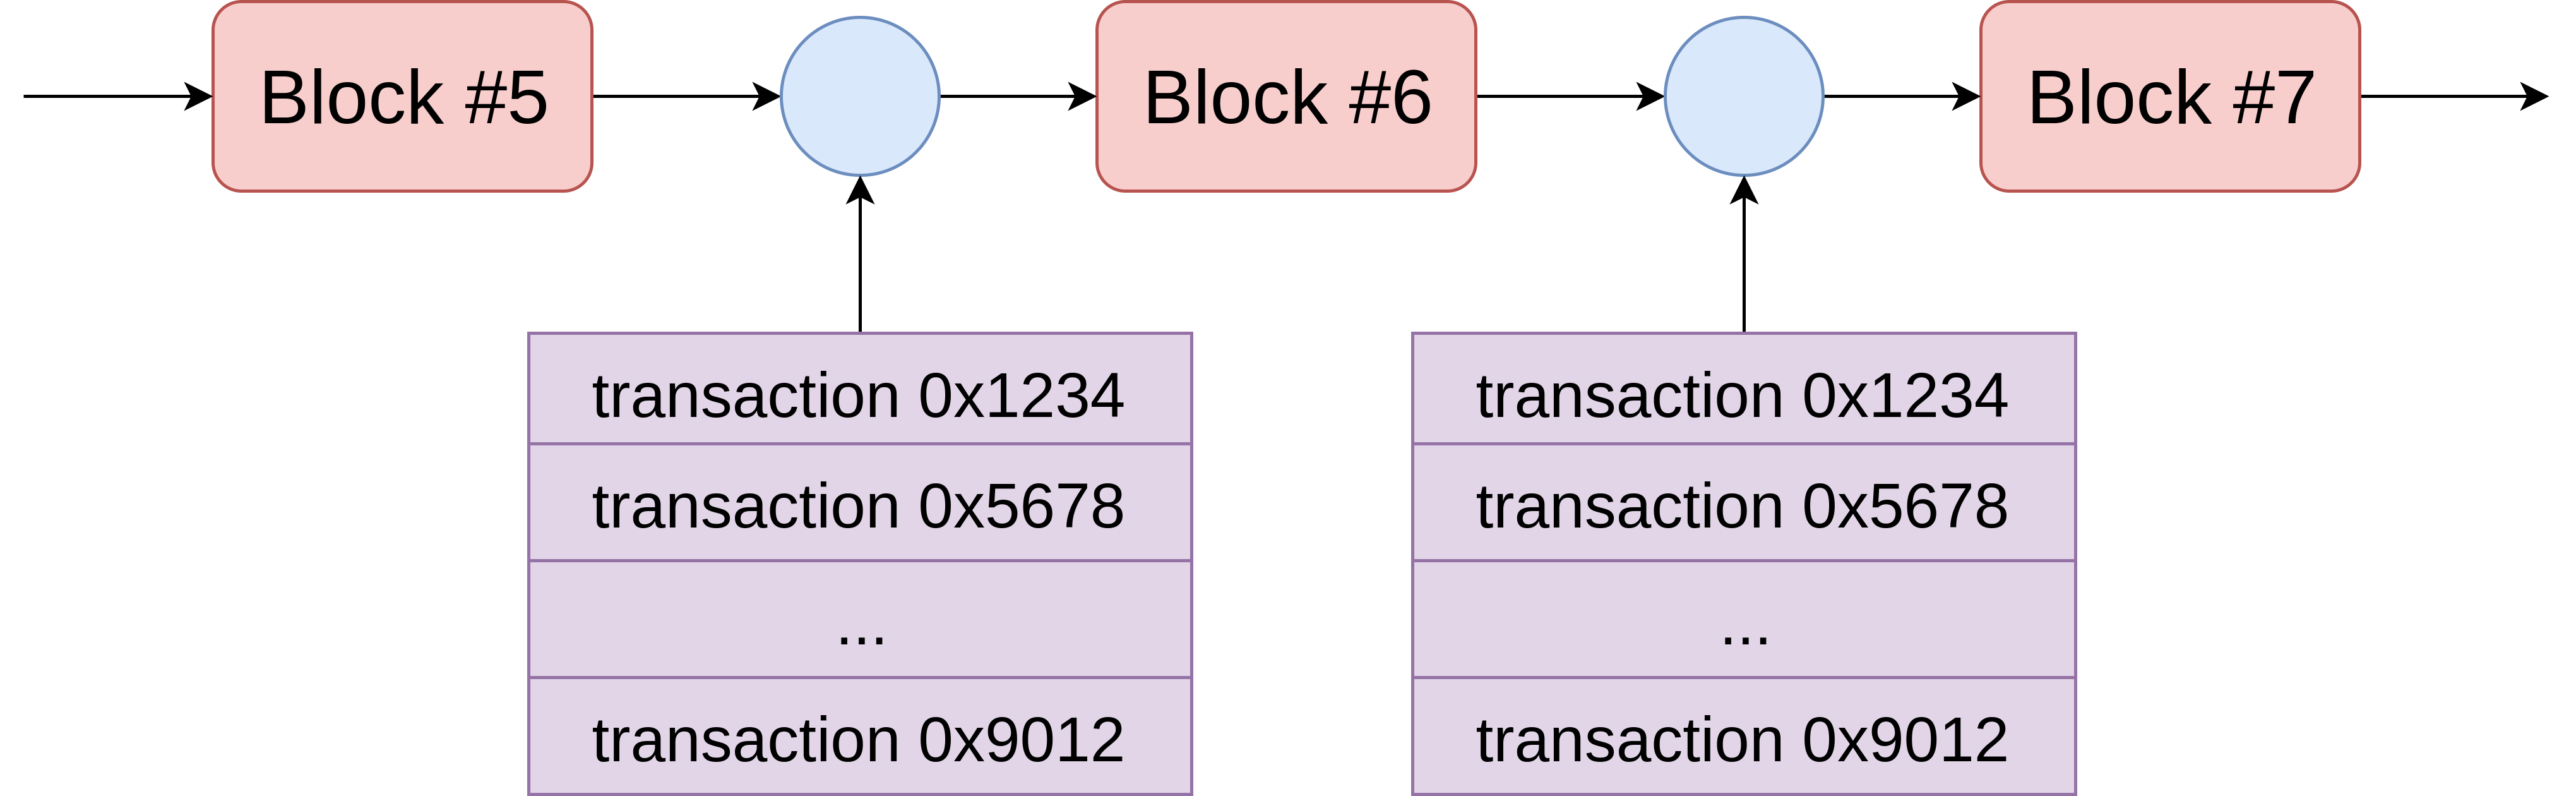 Block #5
Block #6
Block #7
transaction 0x1234
transaction 0x5678
...
transaction 0x9012
transaction 0x1234
transaction 0x5678
...
transaction 0x9012